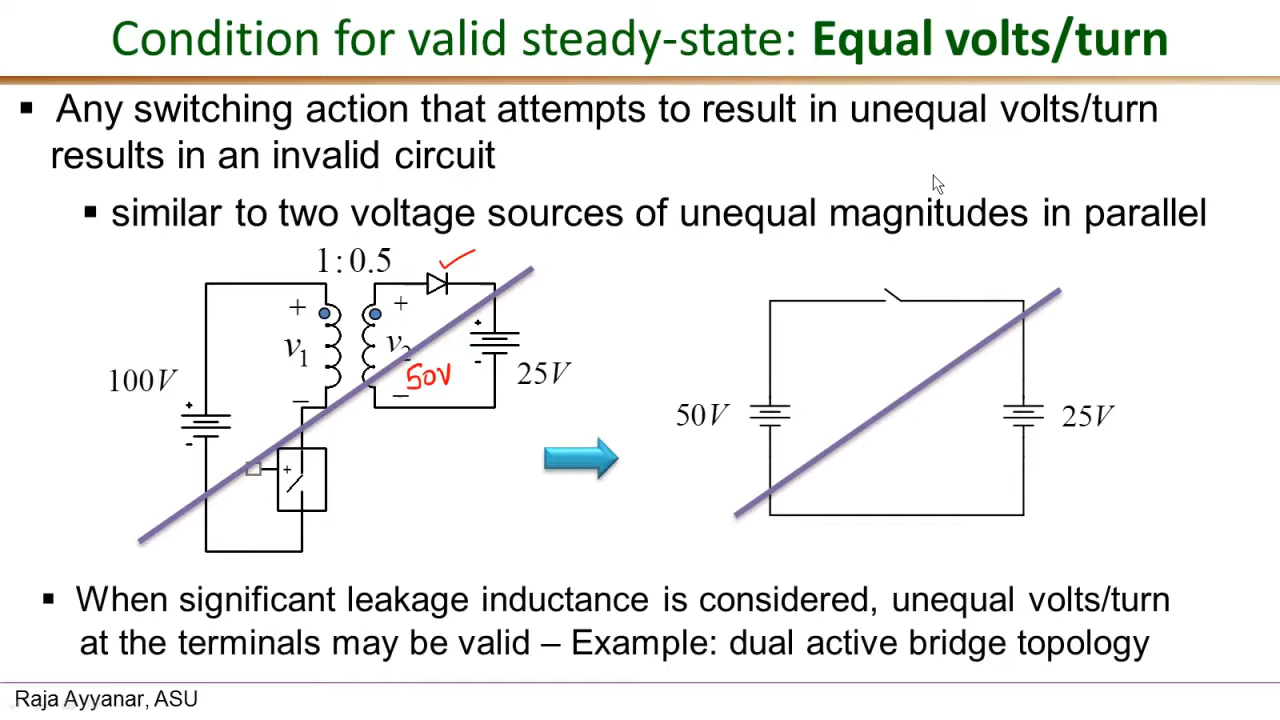 Condition for valid steady-state: Equal volts/turn
▪ Any switching action that attempts to result in unequal volts/turn
results in an invalid circuit
▪ similar to two voltage sources of unequal magnitudes in parallel
1:0.5
+ +
v1 v2
50V
100V
25V
− −
+
-
+
-
+
50V
25V
▪ When significant leakage inductance is considered, unequal volts/turn
at the terminals may be valid – Example: dual active bridge topology
Raja Ayyanar, ASU